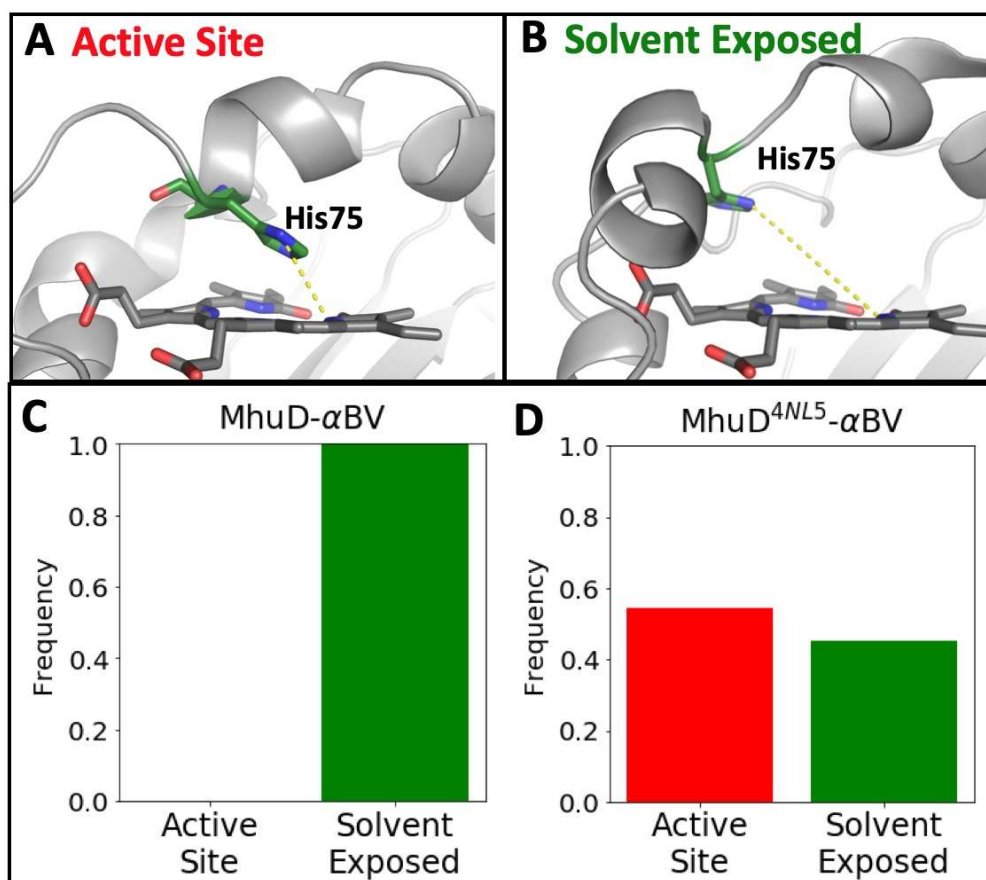 A Active Site
His75
B Solvent Exposed
His75
C MhuD-αBV
1.0
0.8
0.6
0.4
0.2
0.0
Frequency
Active
Site
Solvent
Exposed
D MhuD4NL5-αBV
1.0
0.8
0.6
0.4
0.2
0.0
Frequency
Active
Site
Solvent
Exposed